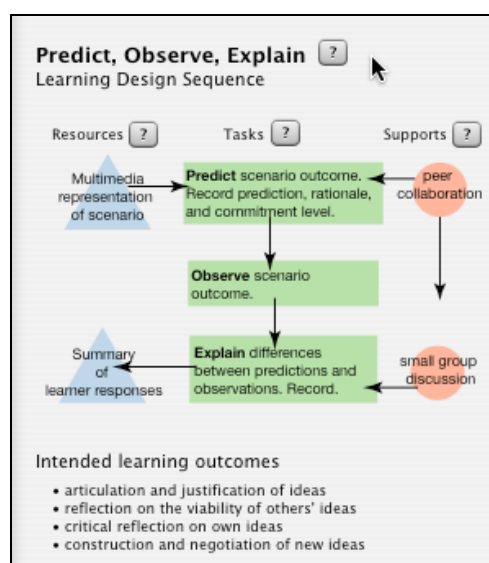 Predict, Observe, Explain ?
Learning Design Sequence
Resources ? Tasks ? Supports ?
Multimedia
representation
of scenario
Predict scenario outcome.
Record prediction, rationale,
and commitment level.
peer
collaboration
Observe scenario
outcome.
Summary
of
learner responses
Explain differences
between predictions and
observations. Record.
small group
discussion
Intended learning outcomes
• articulation and justification of ideas
• reflection on the viability of others' ideas
• critical reflection on own ideas
• construction and negotiation of new ideas